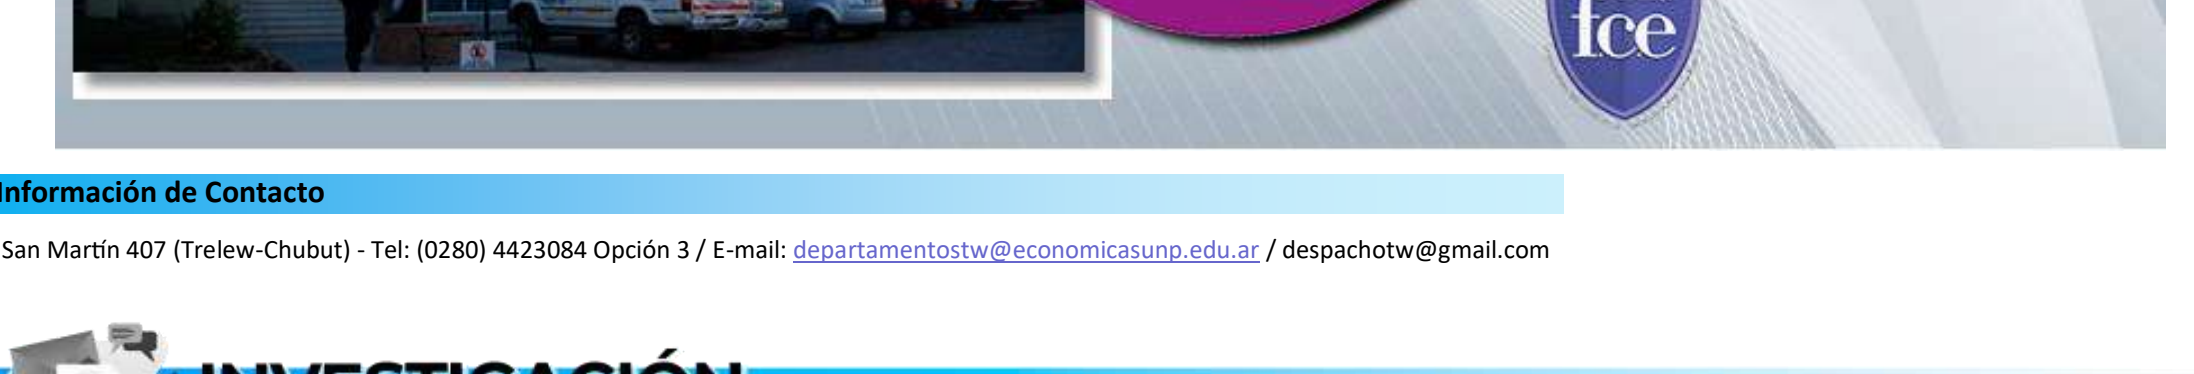 fce
Información de Contacto
San Martín 407 (Trelew-Chubut) - Tel: (0280) 4423084 Opción 3 / E-mail: departamentostw@economicasunp.edu.ar / despachotw@gmail.com
INVESTIGACIÓN